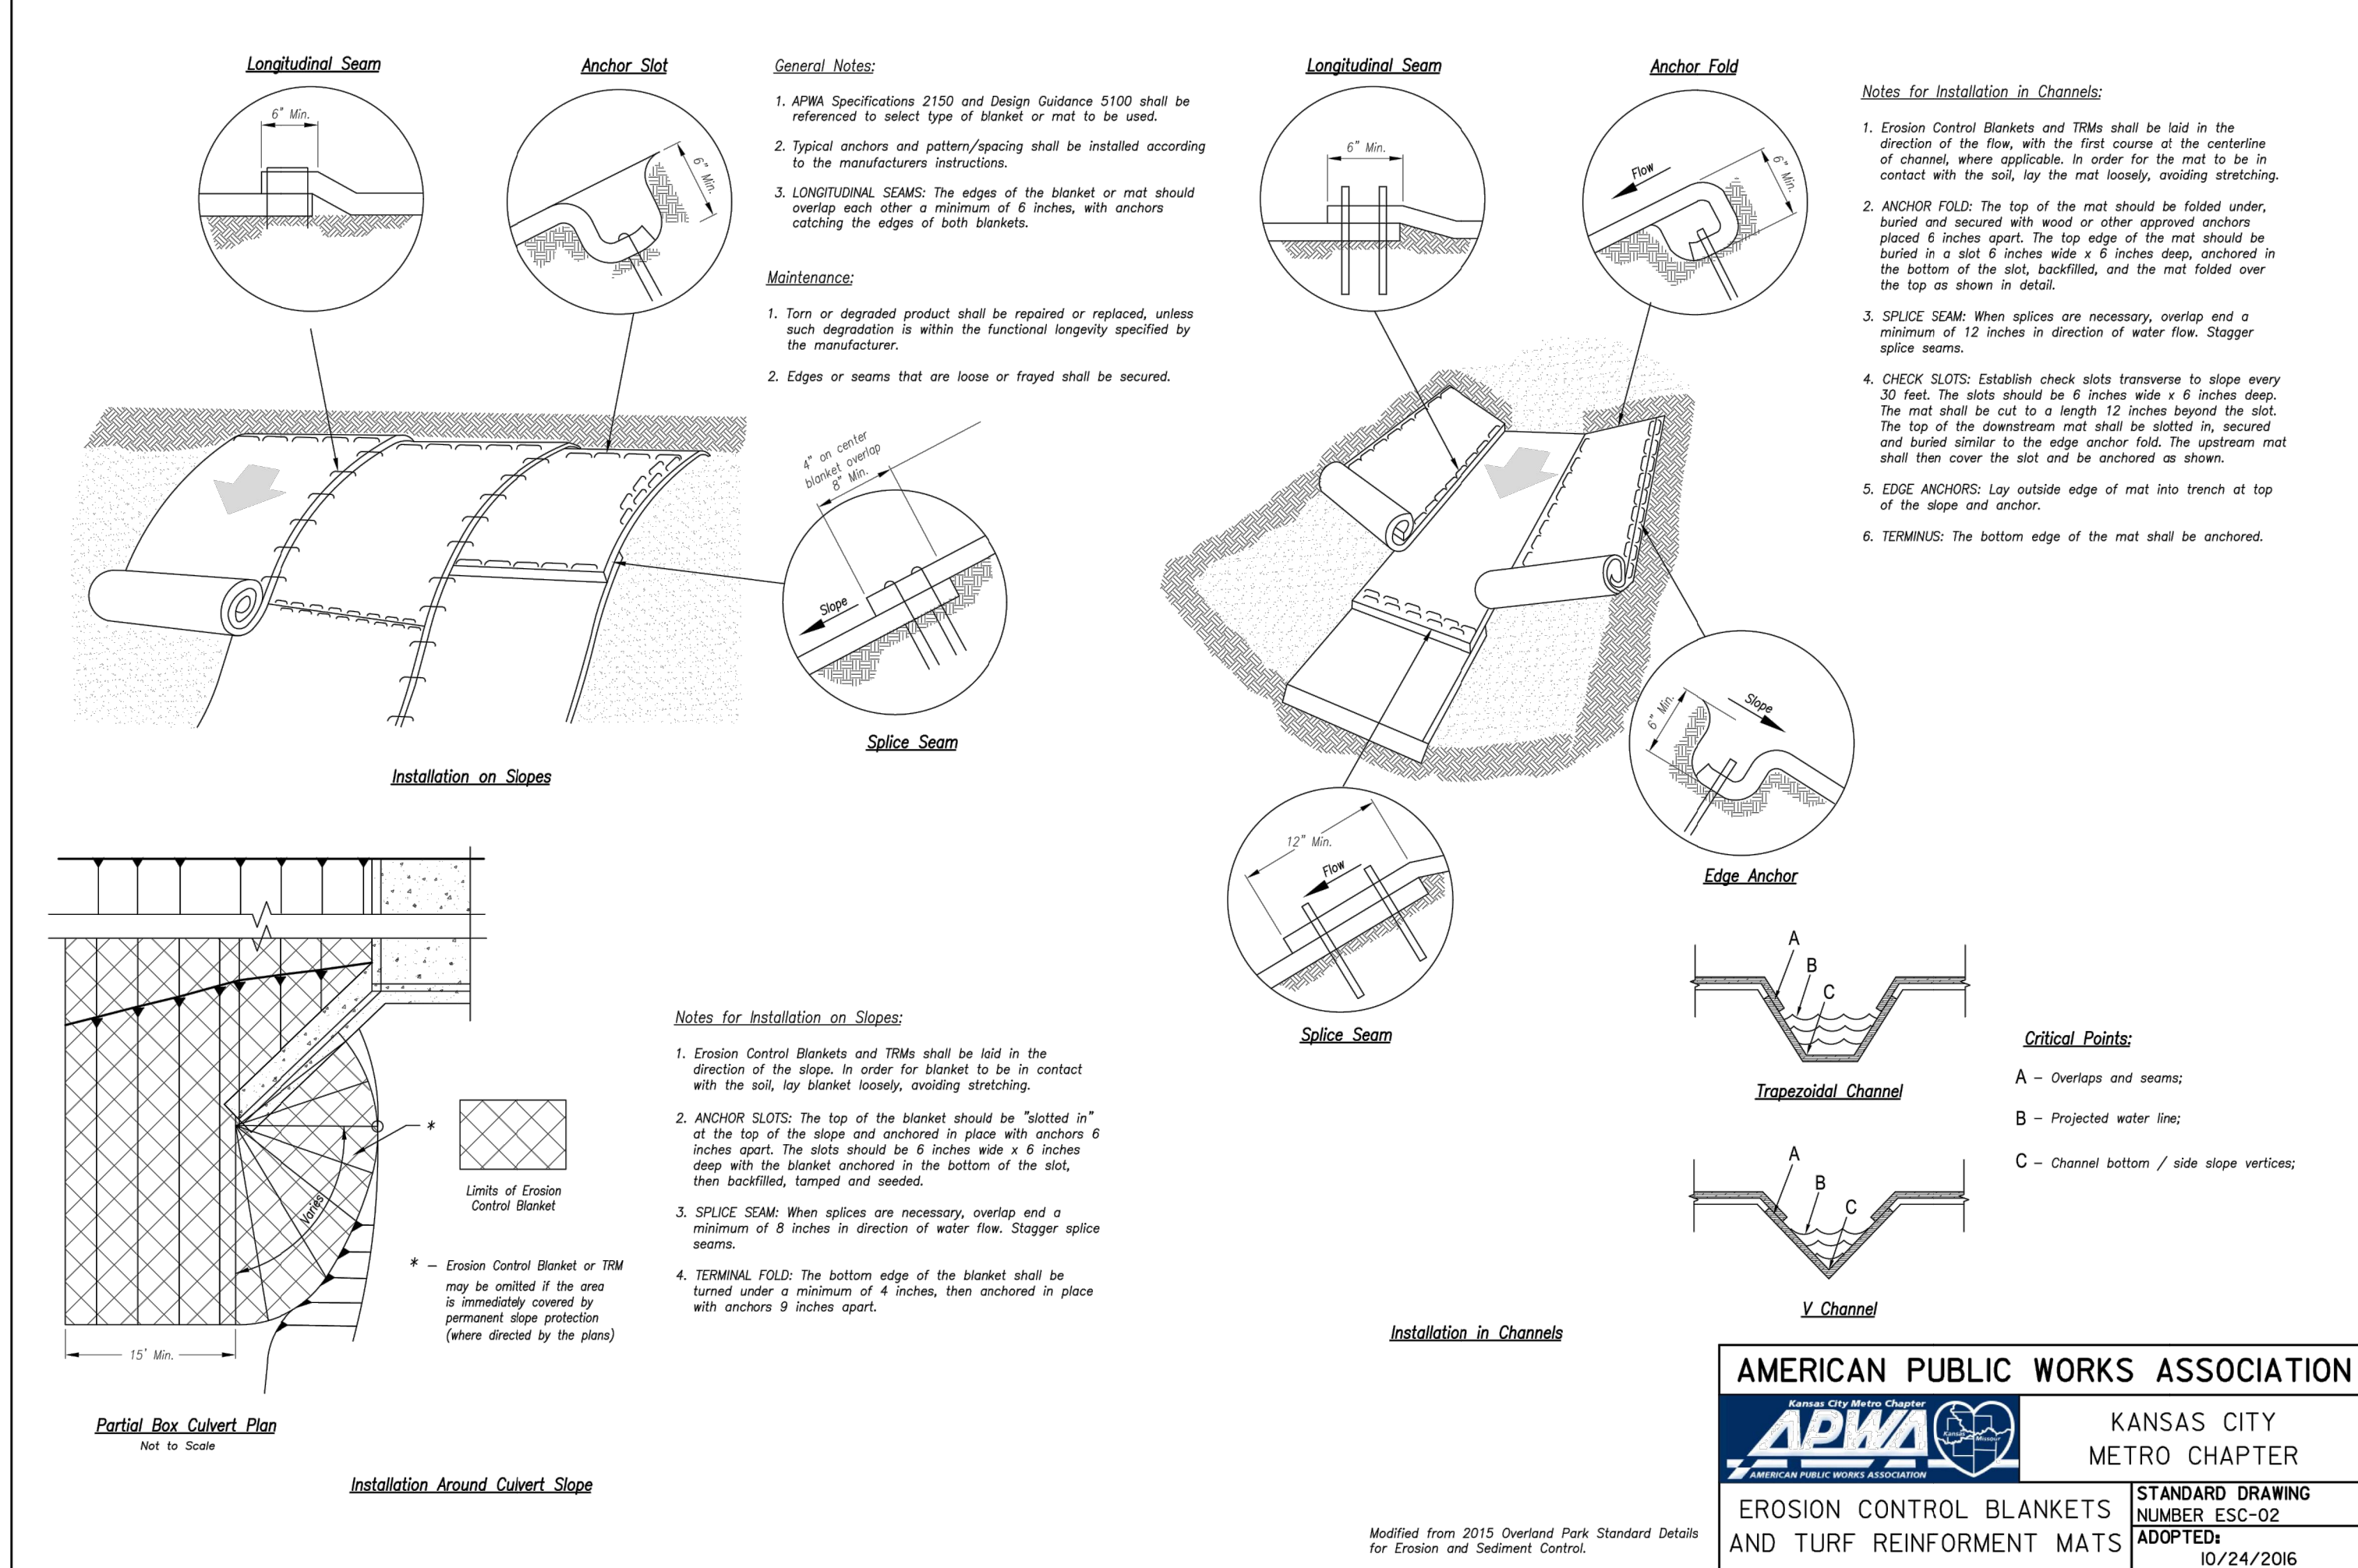 Longitudinal Seam
6" Min.
Anchor Slot
6" Min.
General Notes:
1. APWA Specifications 2150 and Design Guidance 5100 shall be
referenced to select type of blanket or mat to be used.
2. Typical anchors and pattern/spacing shall be installed according
to the manufacturers instructions.
3. LONGITUDINAL SEAMS: The edges of the blanket or mat should
overlap each other a minimum of 6 inches, with anchors
catching the edges of both blankets.
Maintenance:
1. Torn or degraded product shall be repaired or replaced, unless
such degradation is within the functional longevity specified by
the manufacturer.
2. Edges or seams that are loose or frayed shall be secured.
4" on center
blanket overlap
8" Min.
Slope
Splice Seam
Installation on Slopes
Longitudinal Seam
6" Min.
Anchor Fold
Flow
6" Min.
Notes for Installation in Channels:
1. Erosion Control Blankets and TRMs shall be laid in the
direction of the flow, with the first course at the centerline
of channel, where applicable. In order for the mat to be in
contact with the soil, lay the mat loosely, avoiding stretching.
2. ANCHOR FOLD: The top of the mat should be folded under,
buried and secured with wood or other approved anchors
placed 6 inches apart. The top edge of the mat should be
buried in a slot 6 inches wide x 6 inches deep, anchored in
the bottom of the slot, backfilled, and the mat folded over
the top as shown in detail.
3. SPLICE SEAM: When splices are necessary, overlap end a
minimum of 12 inches in direction of water flow. Stagger
splice seams.
4. CHECK SLOTS: Establish check slots transverse to slope every
30 feet. The slots should be 6 inches wide x 6 inches deep.
The mat shall be cut to a length 12 inches beyond the slot.
The top of the downstream mat shall be slotted in, secured
and buried similar to the edge anchor fold. The upstream mat
shall then cover the slot and be anchored as shown.
5. EDGE ANCHORS: Lay outside edge of mat into trench at top
of the slope and anchor.
6. TERMINUS: The bottom edge of the mat shall be anchored.
6" Min.
Slope
Edge Anchor
12" Min.
Flow
Splice Seam
Varies
15' Min.
*
Limits of Erosion
Control Blanket
* – Erosion Control Blanket or TRM
may be omitted if the area
is immediately covered by
permanent slope protection
(where directed by the plans)
Partial Box Culvert Plan
Not to Scale
Installation Around Culvert Slope
Notes for Installation on Slopes:
1. Erosion Control Blankets and TRMs shall be laid in the
direction of the slope. In order for blanket to be in contact
with the soil, lay blanket loosely, avoiding stretching.
2. ANCHOR SLOTS: The top of the blanket should be "slotted in"
at the top of the slope and anchored in place with anchors 6
inches apart. The slots should be 6 inches wide x 6 inches
deep with the blanket anchored in the bottom of the slot,
then backfilled, tamped and seeded.
3. SPLICE SEAM: When splices are necessary, overlap end a
minimum of 8 inches in direction of water flow. Stagger splice
seams.
4. TERMINAL FOLD: The bottom edge of the blanket shall be
turned under a minimum of 4 inches, then anchored in place
with anchors 9 inches apart.
A
B
C
Trapezoidal Channel
A
B
C
V Channel
Critical Points:
A – Overlaps and seams;
B – Projected water line;
C – Channel bottom / side slope vertices;
Installation in Channels
Modified from 2015 Overland Park Standard Details
for Erosion and Sediment Control.
AMERICAN PUBLIC WORKS ASSOCIATION
Kansas City Metro Chapter
APWA
Kansas
Missouri
AMERICAN PUBLIC WORKS ASSOCIATION
KANSAS CITY
METRO CHAPTER
EROSION CONTROL BLANKETS
AND TURF REINFORMENT MATS
STANDARD DRAWING
NUMBER ESC-02
ADOPTED:
10/24/2016